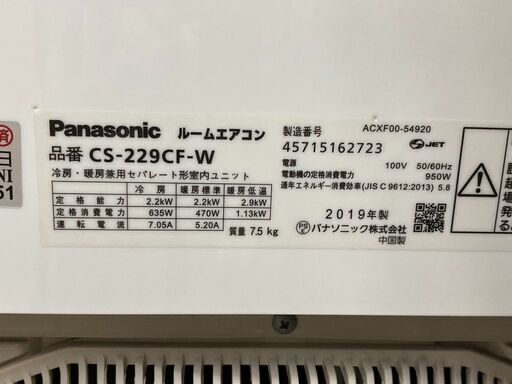 Panasonic ルームエアコン
品番 CS-229CF-W
冷房・暖房兼用セパレート形室内ユニット
冷 房 暖房標準 暖房低温
定 格 能 力 2.2kW 2.2kW 2.9kW
定格消費電力 635W 470W 1.13kW
運 転 電 流 7.05A 5.20A
質量 7.5 kg
ACXF00-54920
製造番号
45715162723
JET
電源 100V 50/60Hz
電動機の定格消費電力 950W
通年エネルギー消費効率(JIS C 9612:2013) 5.8
2019年製
PS E パナソニック株式会社
中国製
済
日
NI
51